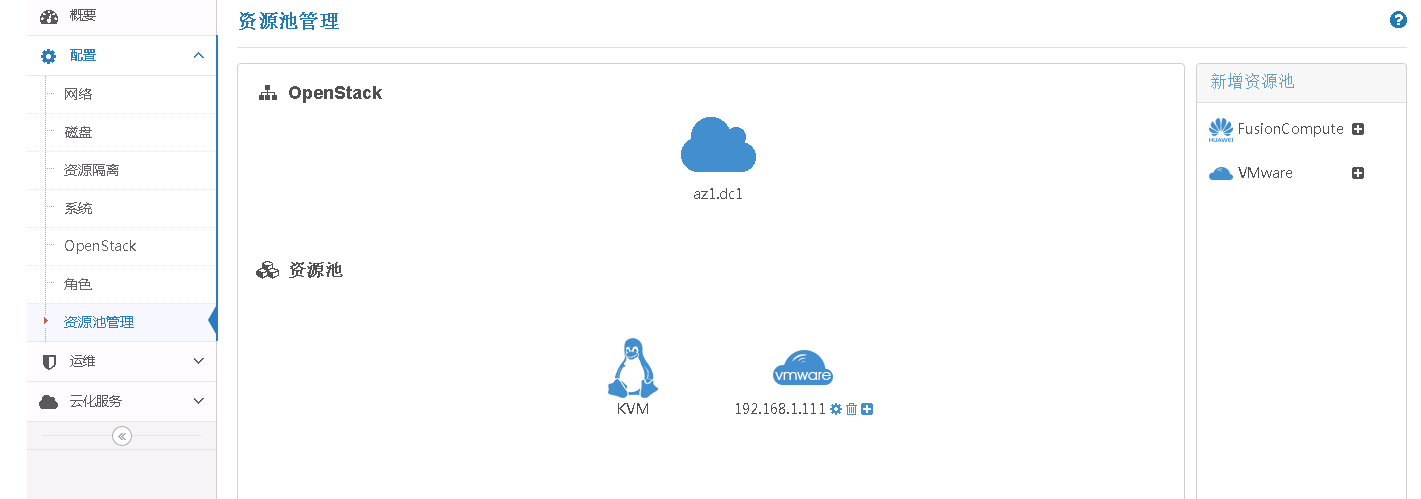 概要
配置
网络
磁盘
资源隔离
系统
OpenStack
角色
资源池管理
运维
云化服务
资源池管理
OpenStack
az1.dc1
资源池
KVM
vmware
192.168.1.111
新增资源池
HUAWEI
FusionCompute
VMware